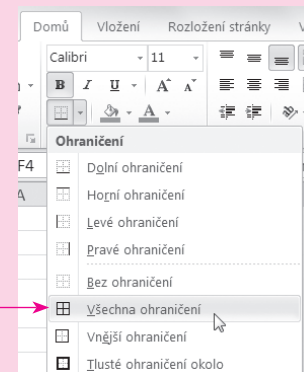 Domů Vložení Rozložení stránky
Calibri 11
B I U A A
A
Ohraničení
F4
A
Dolní ohraničení
Horní ohraničení
Levé ohraničení
Pravé ohraničení
Bez ohraničení
Všechna ohraničení
Vnější ohraničení
Tlusté ohraničení okolo